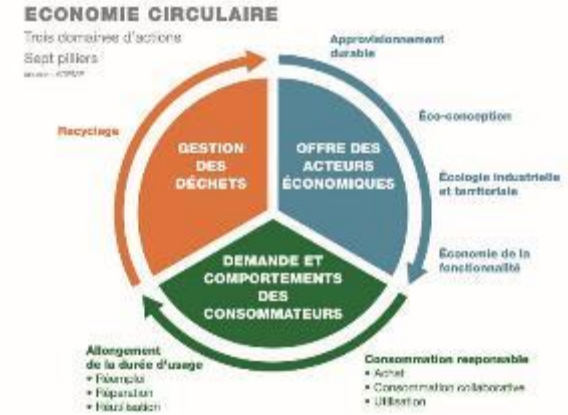 ECONOMIE CIRCULAIRE
Trois domaines d'actions
Sept pilliers
Approvisionnement
durable
Éco-conception
Écologie industrielle
et territoriale
Économie de la
fonctionnalité
Recyclage
GESTION
DES
DÉCHETS
OFFRE DES
ACTEURS
ÉCONOMIQUES
DEMANDE ET
COMPORTEMENTS
DES
CONSOMMATEURS
Allongement
de la durée d'usage
• Réemploi
• Réparation
• Réutilisation
Consommation responsable
• Achat
• Consommation collaborative
• Utilisation